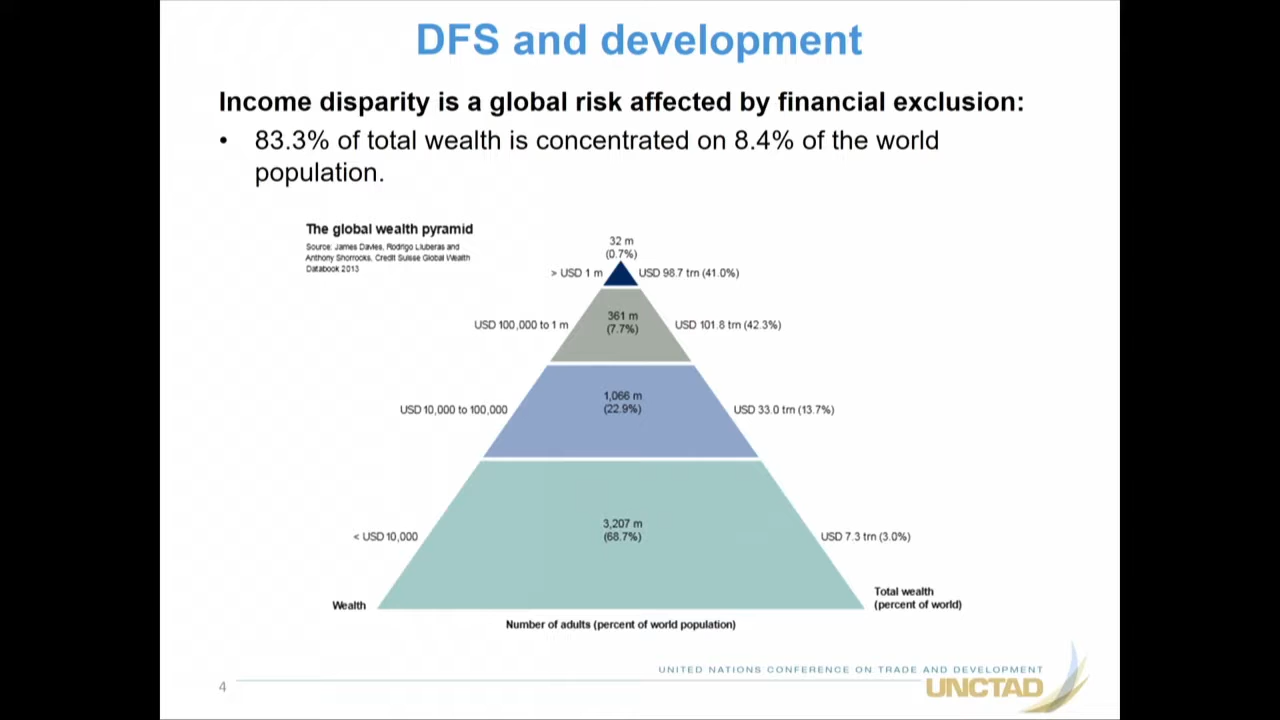 DFS and development
Income disparity is a global risk affected by financial exclusion:
• 83.3% of total wealth is concentrated on 8.4% of the world
population.
The global wealth pyramid
Source: James Davies, Rodrigo Lluberas and
Anthony Shorrocks, Credit Suisse Global Wealth
Databook 2013
32 m
(0.7%)
> USD 1 m
USD 98.7 trn (41.0%)
361 m
(7.7%)
USD 100,000 to 1 m
USD 101.8 trn (42.3%)
1,066 m
(22.9%)
USD 10,000 to 100,000
USD 33.0 trn (13.7%)
3,207 m
(68.7%)
< USD 10,000
USD 7.3 trn (3.0%)
Wealth
Total wealth
(percent of world)
Number of adults (percent of world population)
UNITED NATIONS CONFERENCE ON TRADE AND DEVELOPMENT
UNCTAD
4